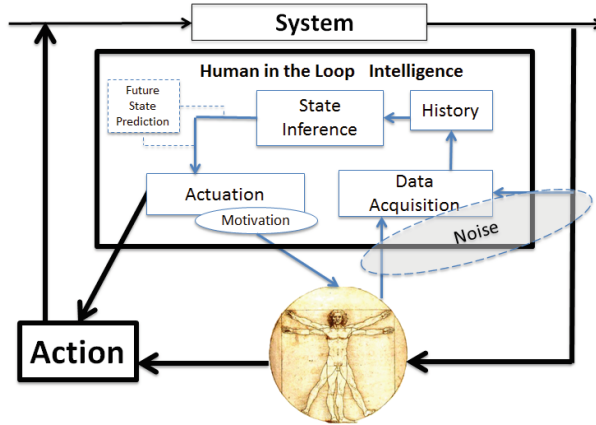 System
Human in the Loop Intelligence
Future
State
Prediction
State
Inference
History
Actuation
Motivation
Data
Acquisition
Noise
Action